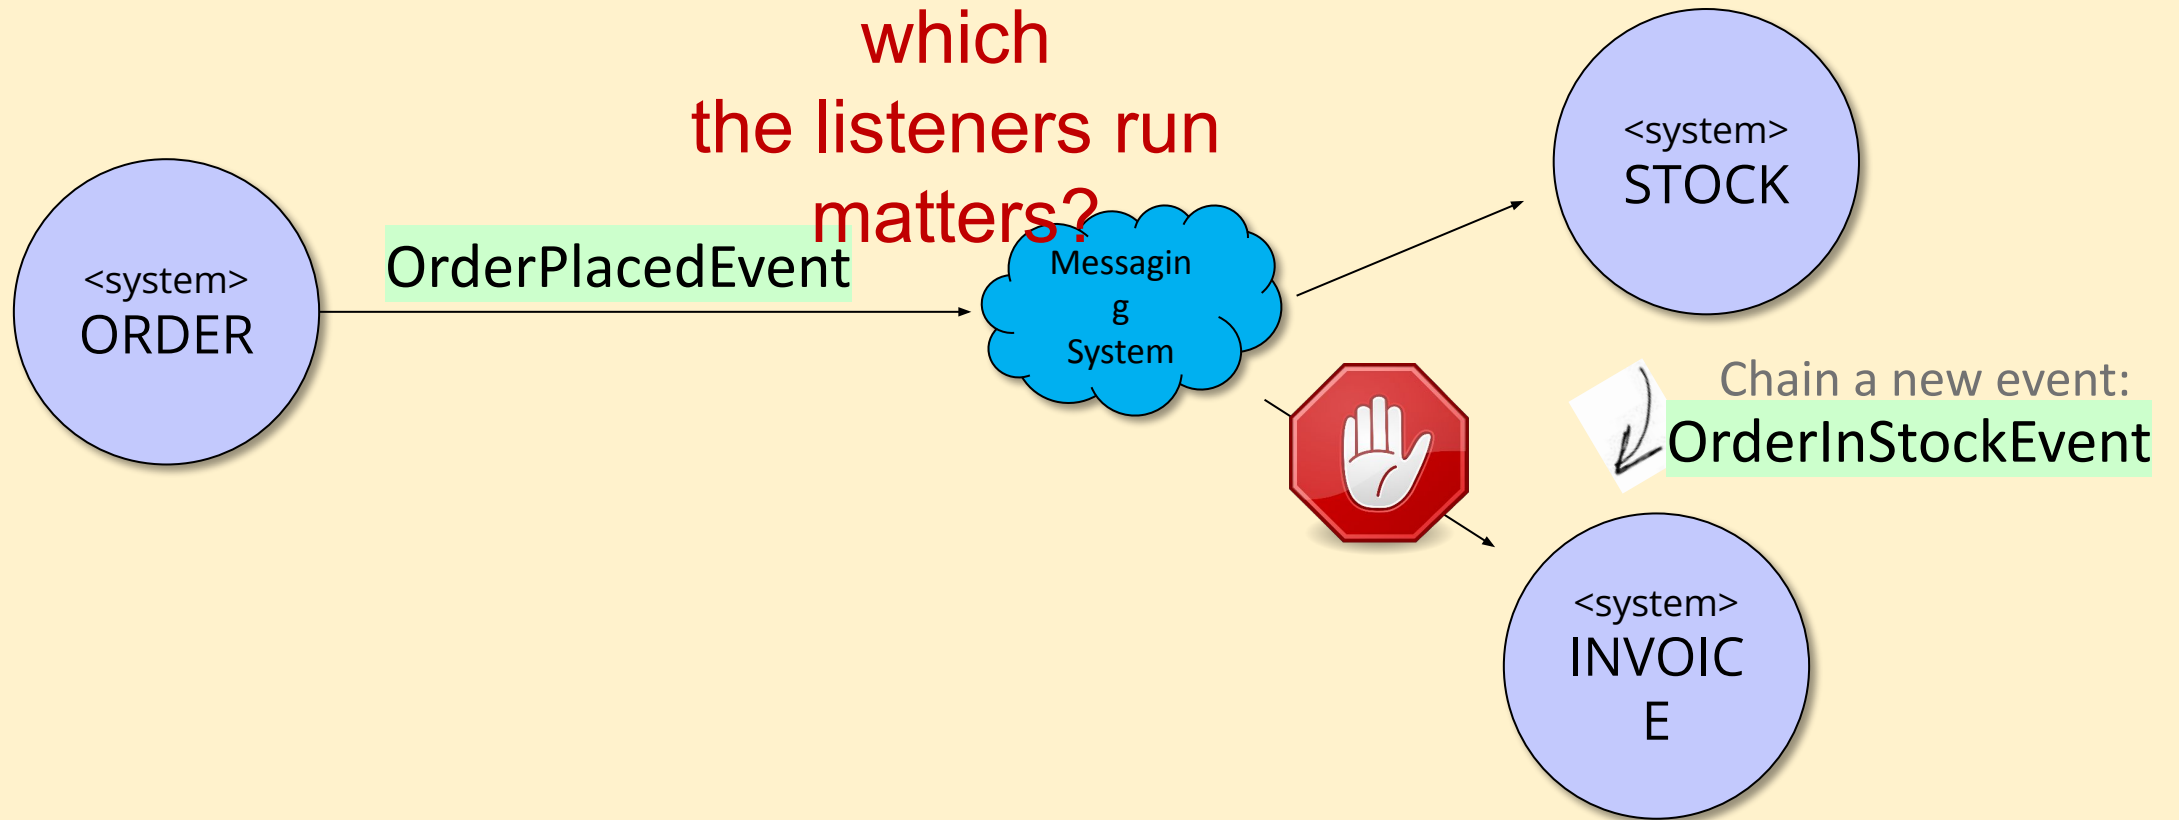 which
the listeners run
matters?
<system>
ORDER
OrderPlacedEvent
Messagin
g
System
<system>
STOCK
Chain a new event:
OrderInStockEvent
<system>
INVOIC
E